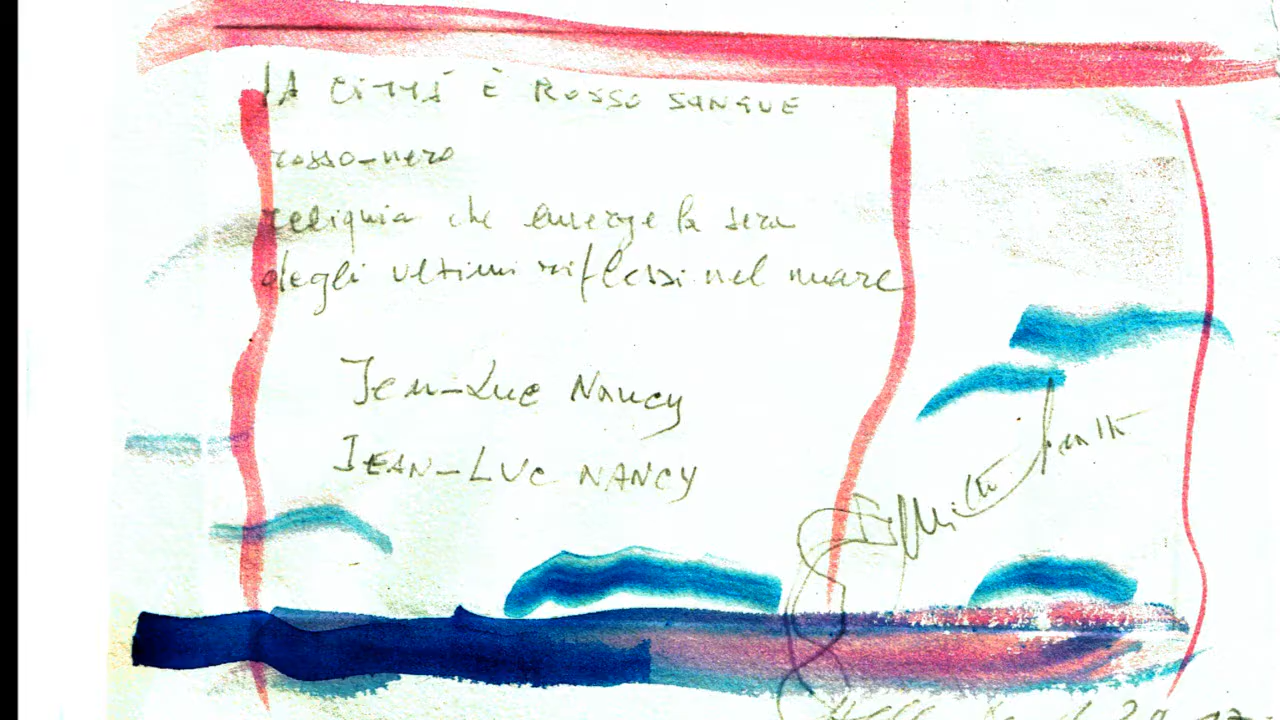 LA CITTÁ È ROSSO SANGUE
rosso-nero
reliquia che emerge la sera
degli ultimi riflessi nel mare
Jean-Luc Nancy
JEAN-LUC NANCY